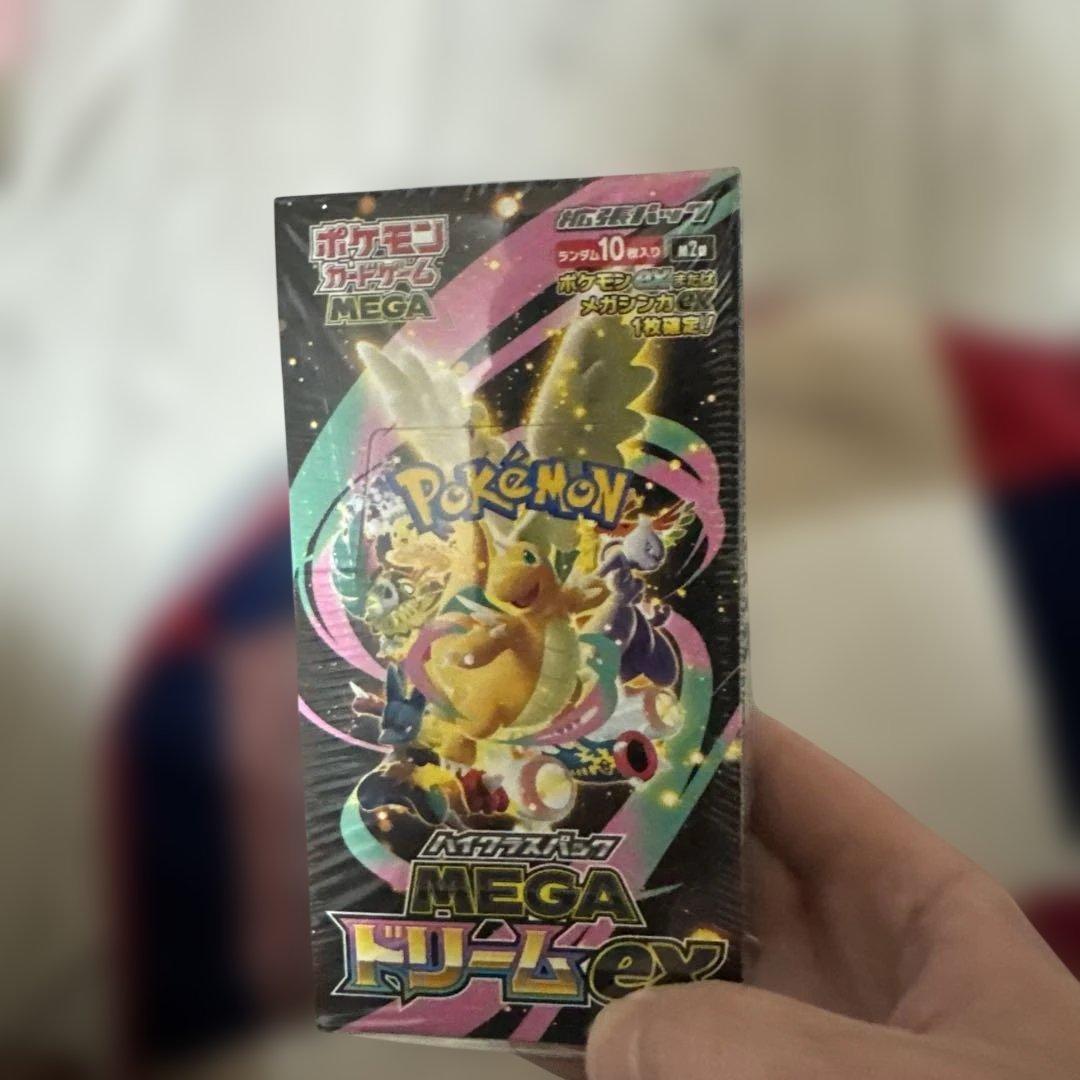 ポケモン
カードゲーム
MEGA
拡張パック
ランダム10枚入り M2a
ポケモンexまたは
メガシンカex
1枚確定!
POKéMON
ハイクラスパック
MEGA
ドリームex